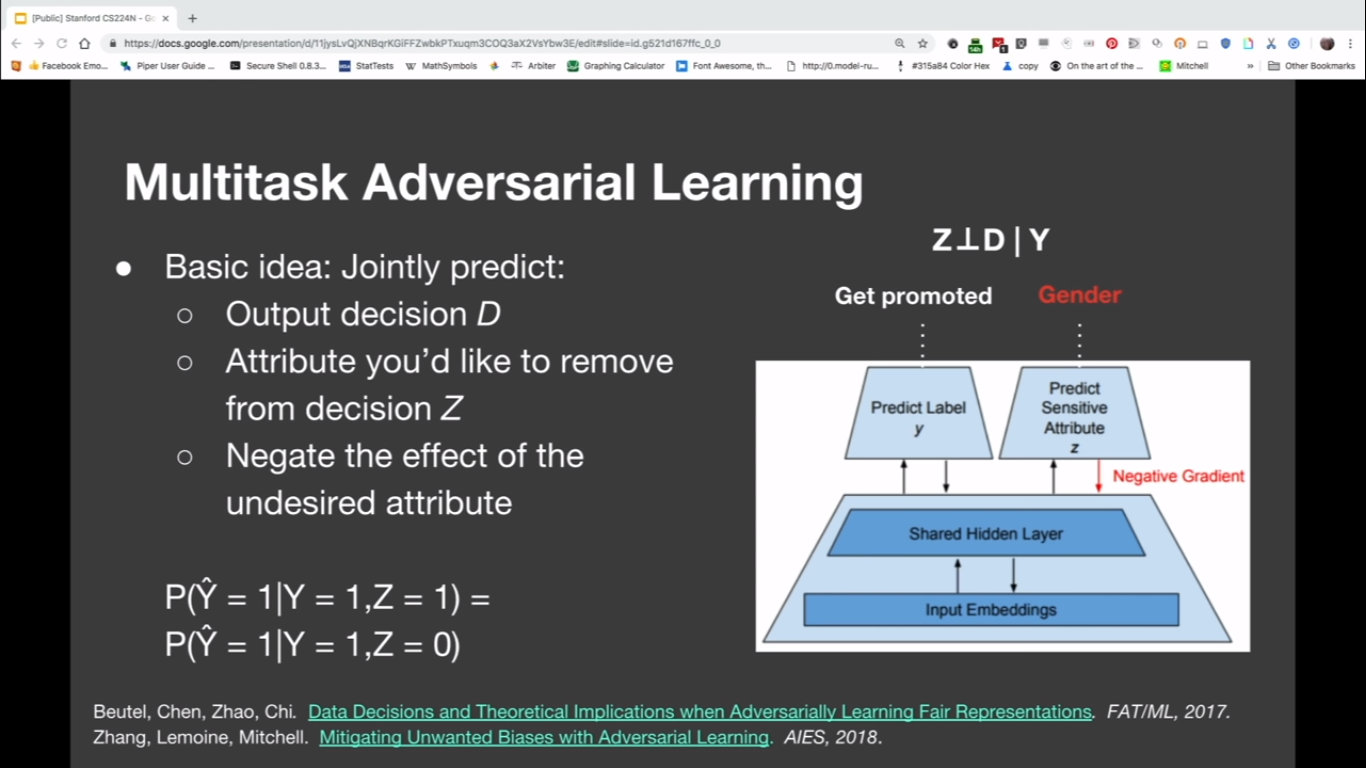 [Public] Stanford CS224N - Go
https://docs.google.com/presentation/d/11jysLvQjXNBqrKGiFFZwbkPTxuqm3COQ3aX2VsYbw3E/edit#slide=id.g521d167ffc_0_0
Facebook Emo... Piper User Guide ... Secure Shell 0.8.3... StatTests MathSymbols Arbiter Graphing Calculator Font Awesome, th... http://0.model-ru... #315a84 Color Hex copy On the art of the ... Mitchell » Other Bookmarks
Multitask Adversarial Learning
Z⊥D | Y
● Basic idea: Jointly predict:
Get promoted Gender
○ Output decision D
○ Attribute you'd like to remove
from decision Z
○ Negate the effect of the
undesired attribute
Predict Label
y
Predict
Sensitive
Attribute
z
Negative Gradient
Shared Hidden Layer
Input Embeddings
P(Ŷ = 1|Y = 1,Z = 1) =
P(Ŷ = 1|Y = 1,Z = 0)
Beutel, Chen, Zhao, Chi. Data Decisions and Theoretical Implications when Adversarially Learning Fair Representations. FAT/ML, 2017.
Zhang, Lemoine, Mitchell. Mitigating Unwanted Biases with Adversarial Learning. AIES, 2018.